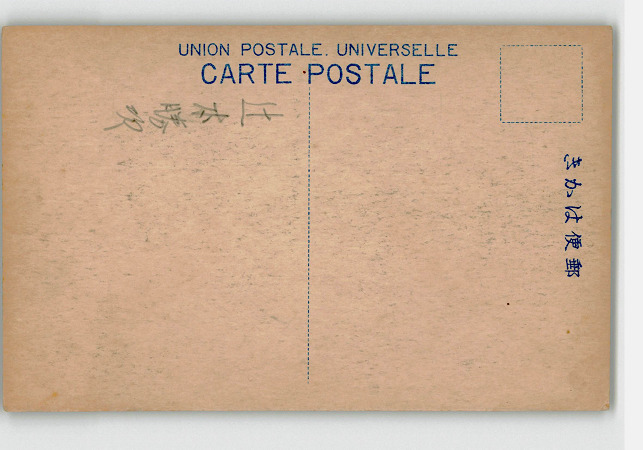 UNION POSTALE. UNIVERSELLE
CARTE POSTALE
きかは便郵